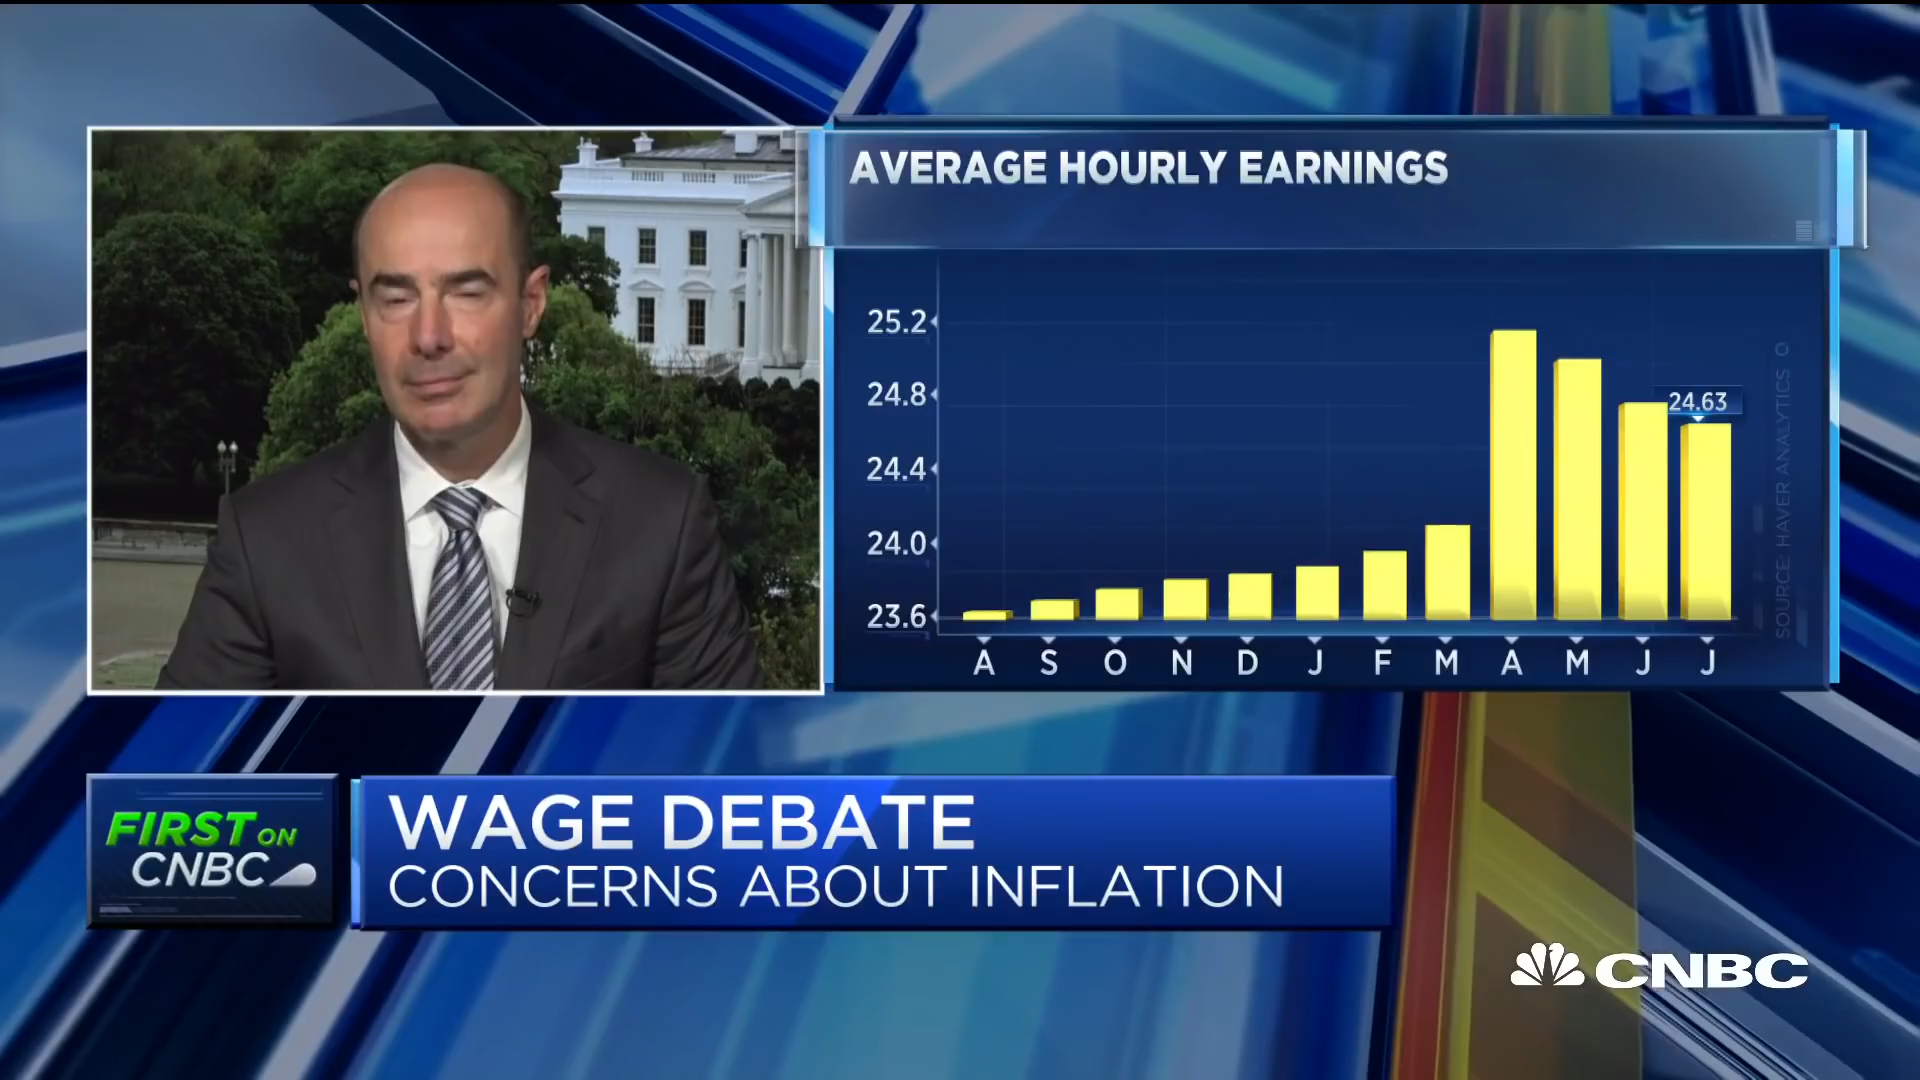 AVERAGE HOURLY EARNINGS
25.2
24.8
24.4
24.0
23.6
24.63
A S O N D J F M A M J J
SOURCE: HAVER ANALYTICS
FIRST ON
CNBC
WAGE DEBATE
CONCERNS ABOUT INFLATION
CNBC